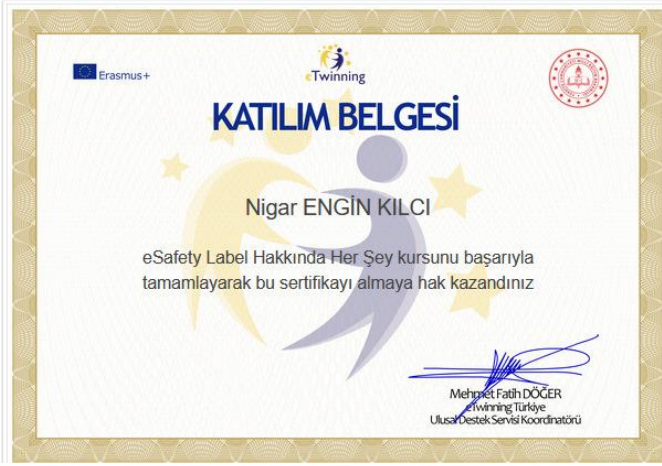 Erasmus+
eTwinning
KATILIM BELGESİ
Nigar ENGİN KILCI
eSafety Label Hakkında Her Şey kursunu başarıyla
tamamlayarak bu sertifikayı almaya hak kazandınız
Mehmet Fatih DÖĞER
eTwinning Türkiye
Ulusal Destek Servisi Koordinatörü